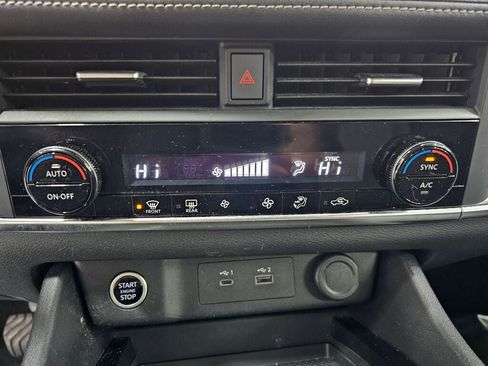 SYNC
Hi Hi
AUTO
ON·OFF
SYNC
A/C
FRONT REAR
START
ENGINE
STOP
1 2